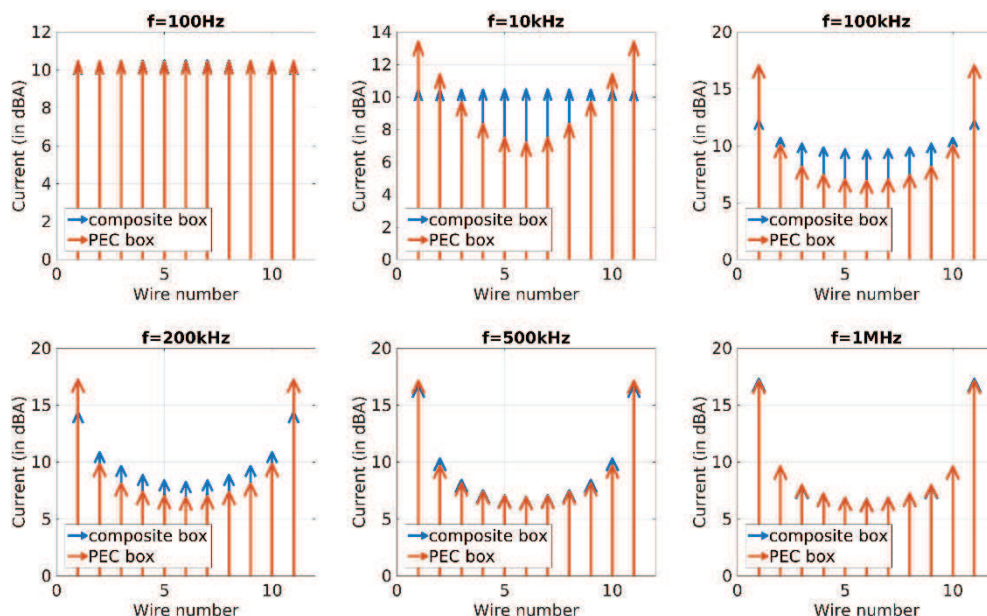 f=100Hz
12
10
8
6
4
2
0
0
5
10
Current (in dBA)
Wire number
composite box
PEC box
f=10kHz
14
12
10
8
6
4
2
0
0
5
10
Current (in dBA)
Wire number
composite box
PEC box
f=100kHz
20
15
10
5
0
0
5
10
Current (in dBA)
Wire number
composite box
PEC box
f=200kHz
20
15
10
5
0
0
5
10
Current (in dBA)
Wire number
composite box
PEC box
f=500kHz
20
15
10
5
0
0
5
10
Current (in dBA)
Wire number
composite box
PEC box
f=1MHz
20
15
10
5
0
0
5
10
Current (in dBA)
Wire number
composite box
PEC box